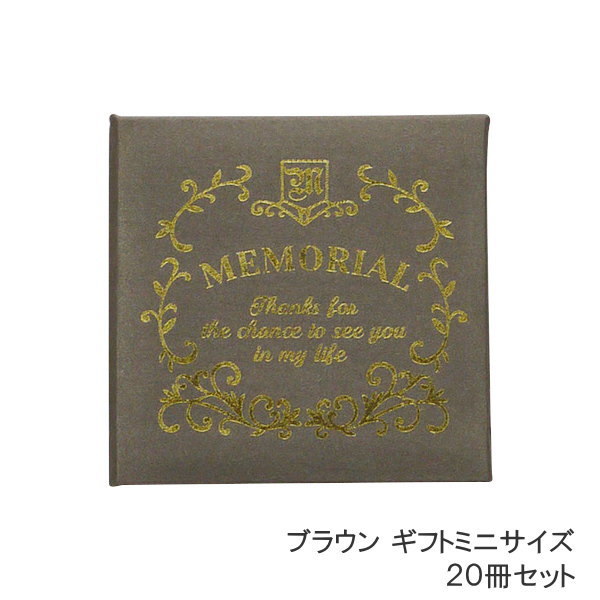 M
MEMORIAL
Thanks for
the chance to see you
in my life
ブラウン ギフトミニサイズ
20冊セット